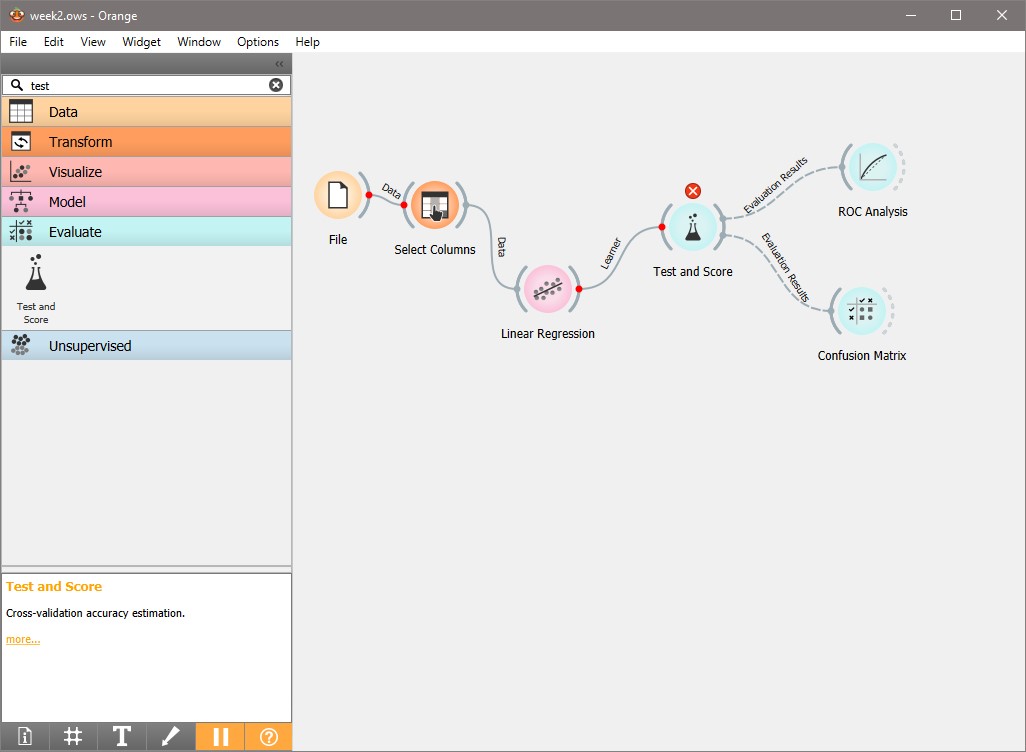 week2.ows - Orange
File Edit View Widget Window Options Help
test
Data
Transform
Visualize
Model
Evaluate
Test and
Score
Unsupervised
Test and Score
Cross-validation accuracy estimation.
more...
File
Data
Select Columns
Data
Linear Regression
Learner
Test and Score
Evaluation Results
ROC Analysis
Evaluation Results
Confusion Matrix